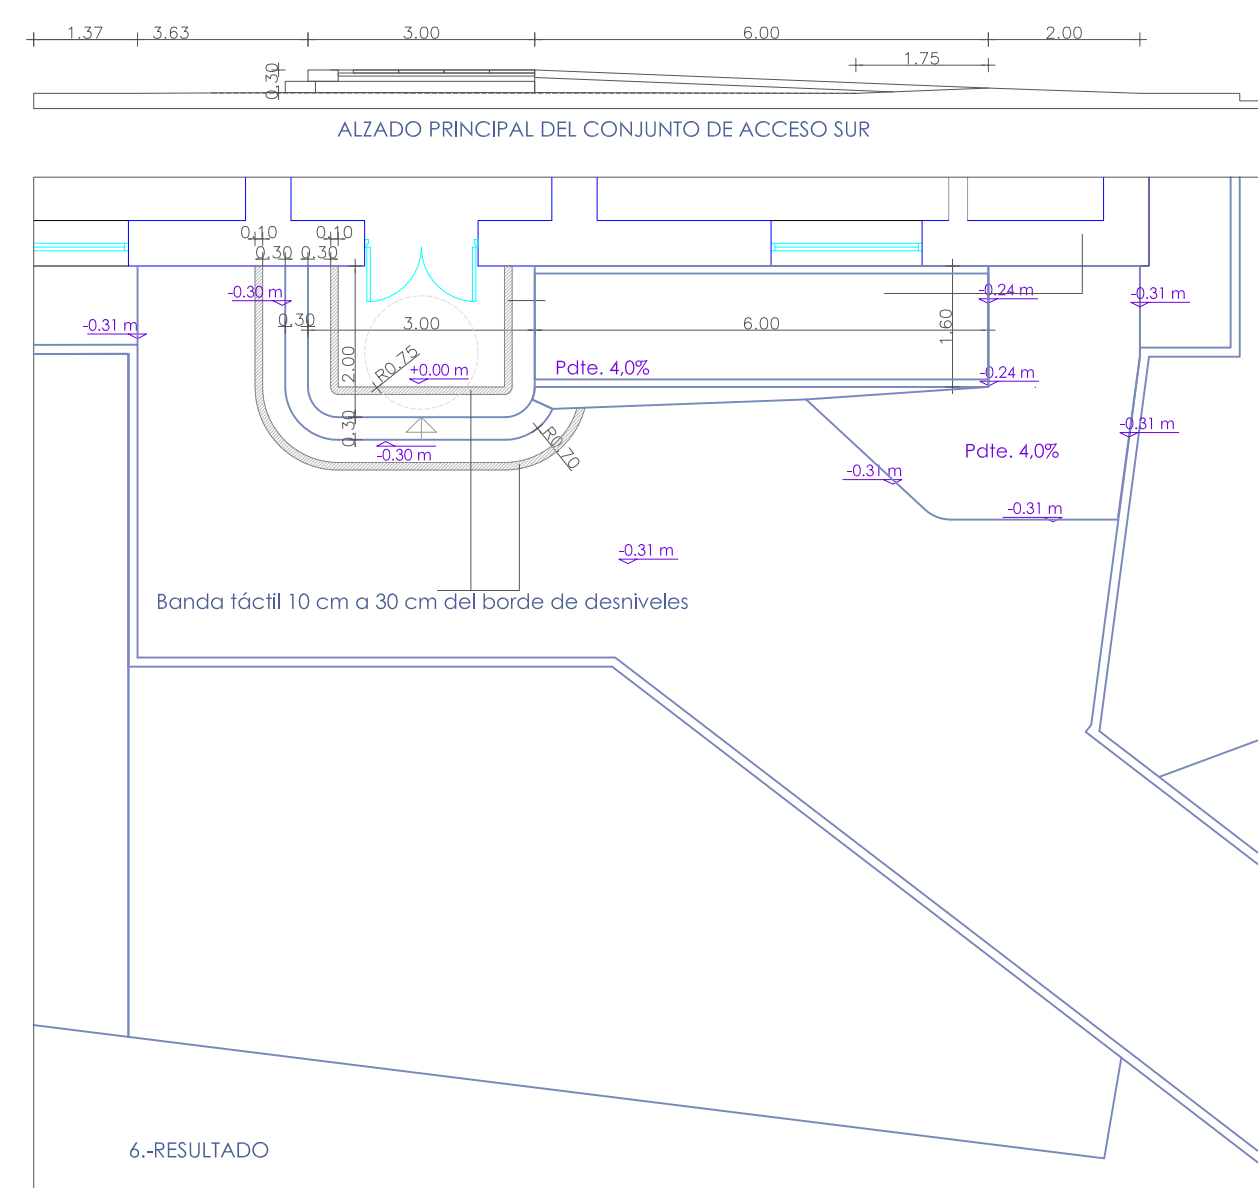 1.37 3.63 3.00 6.00 2.00
1.75
0.30
ALZADO PRINCIPAL DEL CONJUNTO DE ACCESO SUR
0.10 0.10
0.30 0.30
-0.30 m -0.24 m -0.31 m
-0.31 m 0.30 3.00 6.00 1.60
2.00 R0.75 +0.00 m Pdte. 4,0% -0.24 m
0.30 R0.70 -0.31 m
-0.30 m Pdte. 4,0%
-0.31 m
-0.31 m
-0.31 m
Banda táctil 10 cm a 30 cm del borde de desniveles
6.-RESULTADO